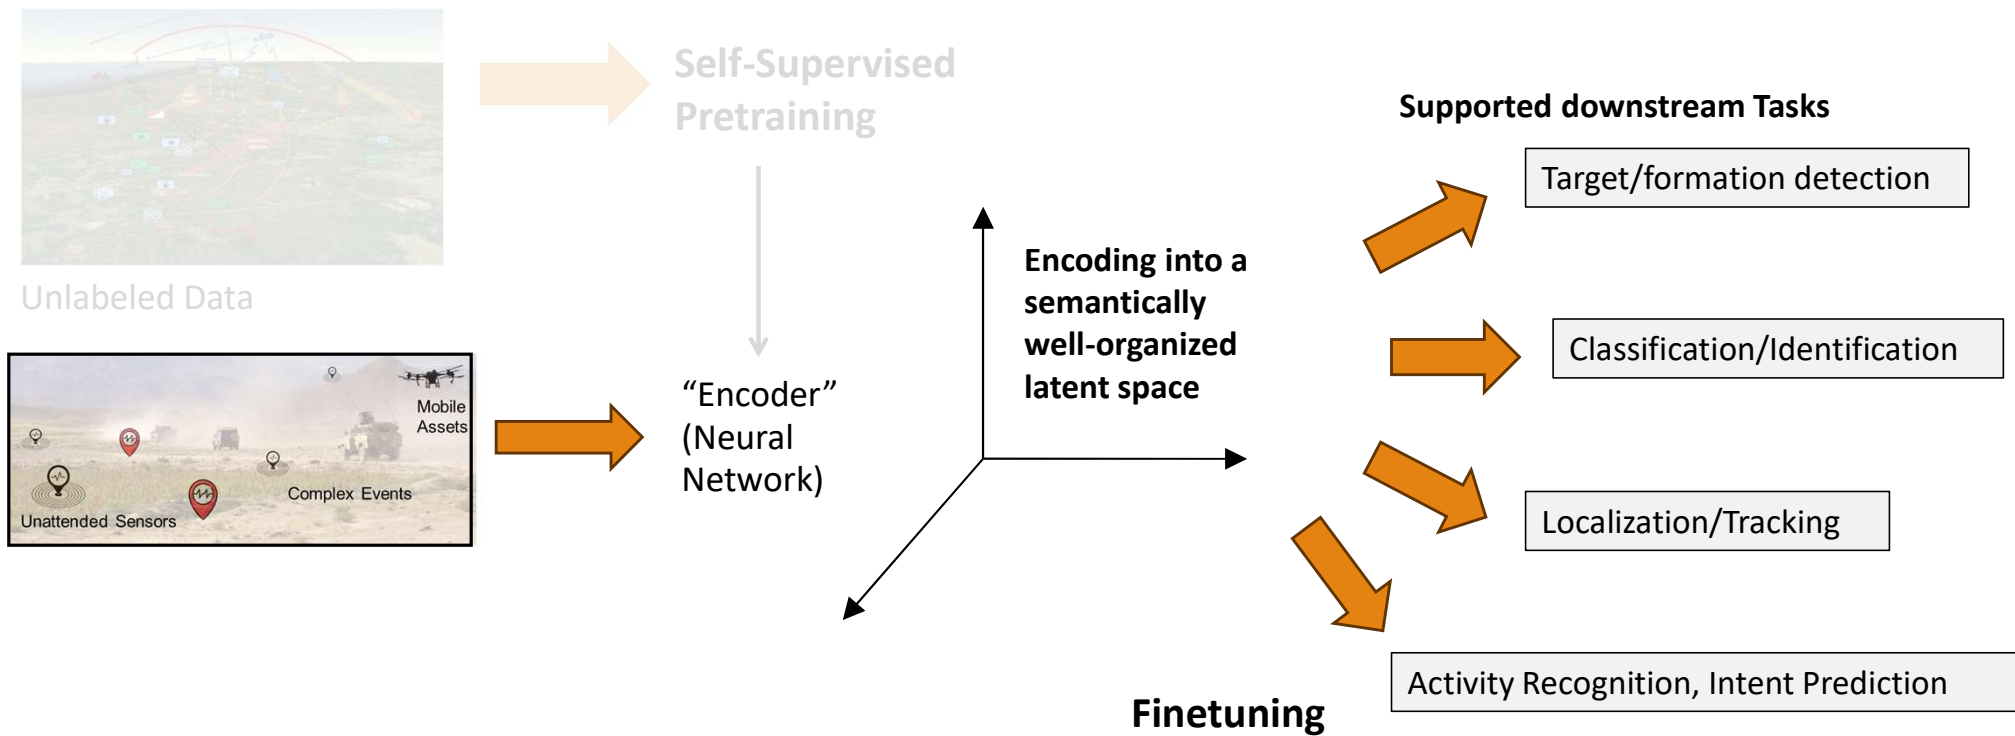 Self-Supervised
Pretraining
Unlabeled Data
Mobile
Assets
Complex Events
Unattended Sensors
“Encoder”
(Neural
Network)
Encoding into a
semantically
well-organized
latent space
Supported downstream Tasks
Target/formation detection
Classification/Identification
Localization/Tracking
Activity Recognition, Intent Prediction
Finetuning